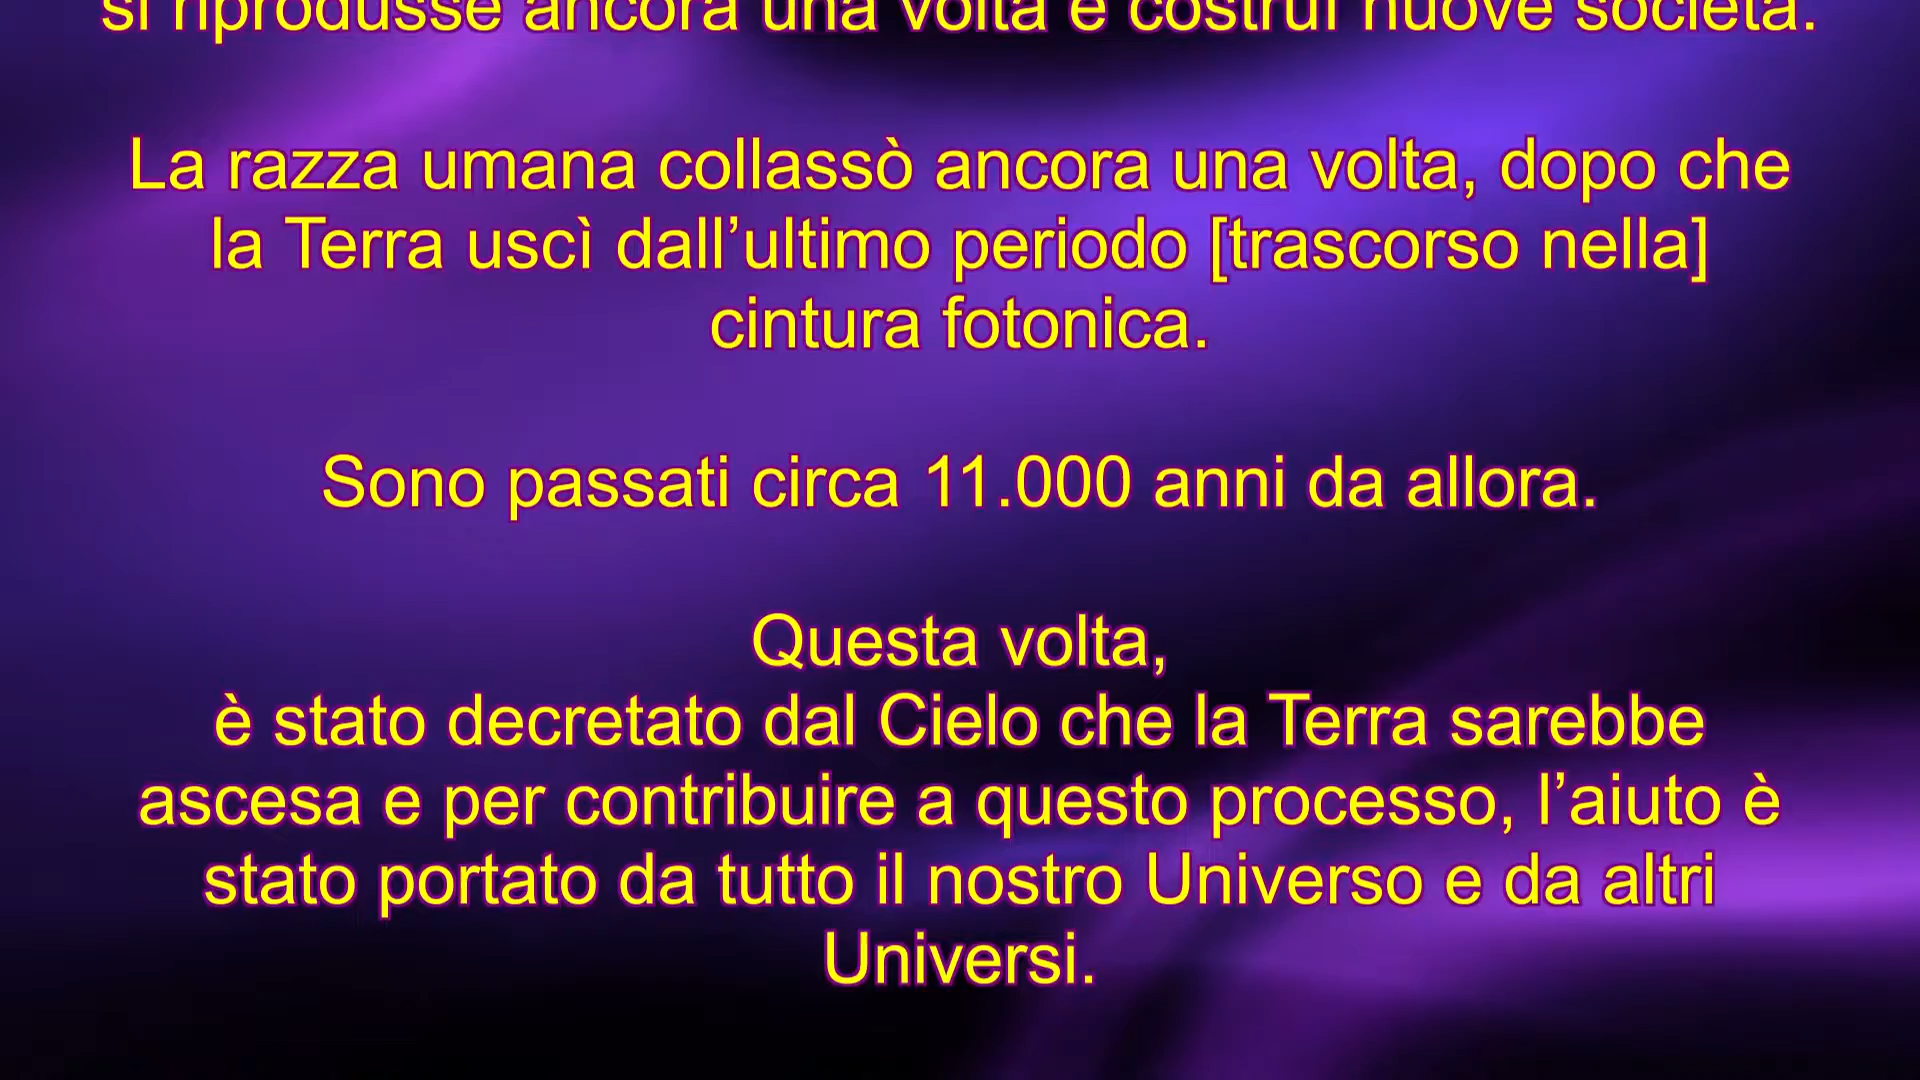 si riprodusse ancora una volta e costruì nuove società.
La razza umana collassò ancora una volta, dopo che
la Terra uscì dall’ultimo periodo [trascorso nella]
cintura fotonica.
Sono passati circa 11.000 anni da allora.
Questa volta,
è stato decretato dal Cielo che la Terra sarebbe
ascesa e per contribuire a questo processo, l’aiuto è
stato portato da tutto il nostro Universo e da altri
Universi.